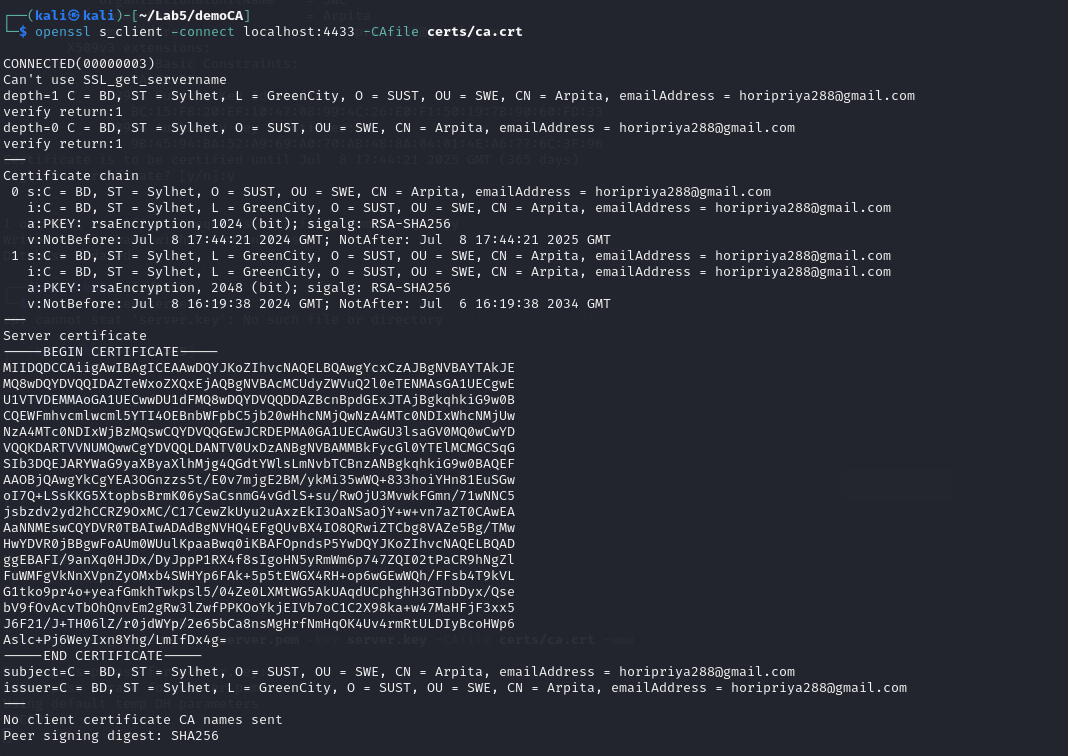 ┌──(kali㉿kali)-[~/Lab5/demoCA]
└─$ openssl s_client -connect localhost:4433 -CAfile certs/ca.crt
CONNECTED(00000003)
Can't use SSL_get_servername
depth=1 C = BD, ST = Sylhet, L = GreenCity, O = SUST, OU = SWE, CN = Arpita, emailAddress = horipriya288@gmail.com
verify return:1
depth=0 C = BD, ST = Sylhet, O = SUST, OU = SWE, CN = Arpita, emailAddress = horipriya288@gmail.com
verify return:1
---
Certificate chain
 0 s:C = BD, ST = Sylhet, O = SUST, OU = SWE, CN = Arpita, emailAddress = horipriya288@gmail.com
   i:C = BD, ST = Sylhet, L = GreenCity, O = SUST, OU = SWE, CN = Arpita, emailAddress = horipriya288@gmail.com
   a:PKEY: rsaEncryption, 1024 (bit); sigalg: RSA-SHA256
   v:NotBefore: Jul  8 17:44:21 2024 GMT; NotAfter: Jul  8 17:44:21 2025 GMT
 1 s:C = BD, ST = Sylhet, L = GreenCity, O = SUST, OU = SWE, CN = Arpita, emailAddress = horipriya288@gmail.com
   i:C = BD, ST = Sylhet, L = GreenCity, O = SUST, OU = SWE, CN = Arpita, emailAddress = horipriya288@gmail.com
   a:PKEY: rsaEncryption, 2048 (bit); sigalg: RSA-SHA256
   v:NotBefore: Jul  8 16:19:38 2024 GMT; NotAfter: Jul  6 16:19:38 2034 GMT
---
Server certificate
-----BEGIN CERTIFICATE-----
MIIDQDCCAiigAwIBAgICEAAwDQYJKoZIhvcNAQELBQAwgYcxCzAJBgNVBAYTAkJE
MQ8wDQYDVQQIDAZTeWxoZXQxEjAQBgNVBAcMCUdyZWVuQ2l0eTENMAsGA1UECgwE
U1VTVDEMMAoGA1UECwwDU1dFMQ8wDQYDVQQDDAZBcnBpdGExJTAjBgkqhkiG9w0B
CQEWFmhvcmlwcml5YTI4OEBnbWFpbC5jb20wHhcNMjQwNzA4MTc0NDIxWhcNMjUw
NzA4MTc0NDIxWjBzMQswCQYDVQQGEwJCRDEPMA0GA1UECAwGU3lsaGV0MQ0wCwYD
VQQKDARTVVNUMQwwCgYDVQQLDANTV0UxDzANBgNVBAMMBkFycGl0YTElMCMGCSqG
SIb3DQEJARYWaG9yaXByaXlhMjg4QGdtYWlsLmNvbTCBnzANBgkqhkiG9w0BAQEF
AAOBjQAwgYkCgYEA3OGnzzs5t/E0v7mjgE2BM/ykMi35wWQ+833hoiYHn81EuSGw
oI7Q+LSsKKG5XtopbsBrmK06ySaCsnmG4vGdlS+su/RwOjU3MvwkFGmn/71wNNC5
jsbzdv2yd2hCCRZ9OxMC/C17CewZkUyu2uAxzEkI3OaNSaOjY+w+vn7aZT0CAwEA
AaNNMEswCQYDVR0TBAIwADAdBgNVHQ4EFgQUvBX4IO8QRwiZTCbg8VAZe5Bg/TMw
HwYDVR0jBBgwFoAUm0WUulKpaaBwq0iKBAFOpndsP5YwDQYJKoZIhvcNAQELBQAD
ggEBAFI/9anXq0HJDx/DyJppP1RX4f8sIgoHN5yRmWm6p747ZQI02tPaCR9hNgZl
FuWMFgVkNnXVpnZyOMxb4SWHYp6FAk+5p5tEWGX4RH+op6wGEwWQh/FFsb4T9kVL
G1tko9pr4o+yeafGmkhTwkpsl5/04Ze0LXMtWG5AkUAqdUCphghH3GTnbDyx/Qse
bV9fOvAcvTbOhQnvEm2gRw3lZwfPPKOoYkjEIVb7oC1C2X98ka+w47MaHFjF3xx5
J6F21/J+TH06lZ/r0jdWYp/2e65bCa8nsMgHrfNmHqOK4Uv4rmRtULDIyBcoHWp6
Aslc+Pj6WeyIxn8Yhg/LmIfDx4g=
-----END CERTIFICATE-----
subject=C = BD, ST = Sylhet, O = SUST, OU = SWE, CN = Arpita, emailAddress = horipriya288@gmail.com
issuer=C = BD, ST = Sylhet, L = GreenCity, O = SUST, OU = SWE, CN = Arpita, emailAddress = horipriya288@gmail.com
---
No client certificate CA names sent
Peer signing digest: SHA256